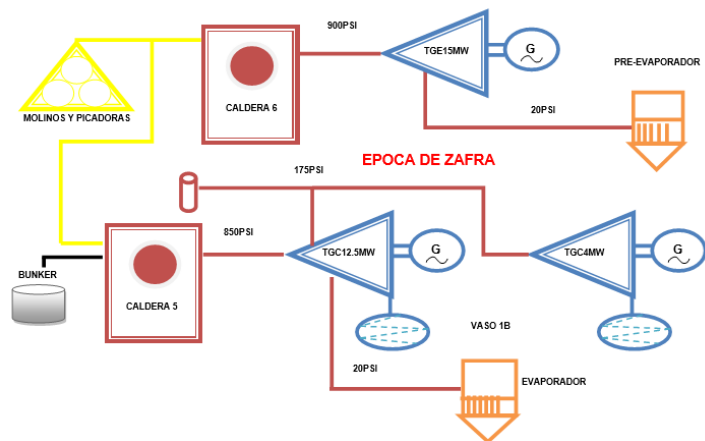 900PSI
TGE15MW
G
PRE-EVAPORADOR
MOLINOS Y PICADORAS
CALDERA 6
20PSI
EPOCA DE ZAFRA
175PSI
850PSI
TGC12.5MW
G
TGC4MW
G
BUNKER
CALDERA 5
VASO 1B
20PSI
EVAPORADOR